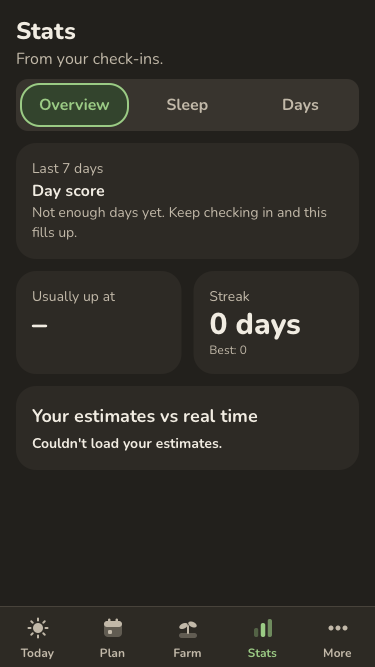 Stats
From your check-ins.
Overview
Sleep
Days
Last 7 days
Day score
Not enough days yet. Keep checking in and this
fills up.
Usually up at
–
Streak
0 days
Best: 0
Your estimates vs real time
Couldn't load your estimates.
Today
Plan
Farm
Stats
More